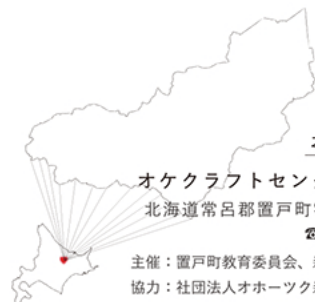 オケクラフトセン
北海道常呂郡置戸町
主催：置戸町教育委員会、
協力：社団法人オホーツク